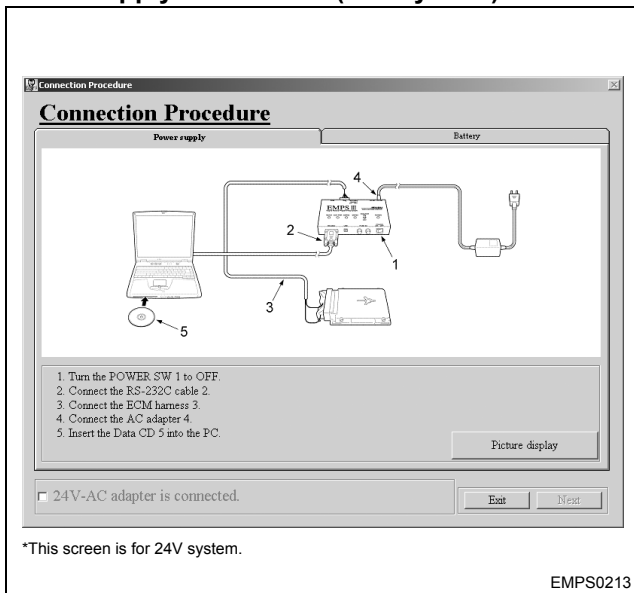 Connection Procedure
Connection Procedure
Power supply
Battery
4
EMPS III
2
1
3
5
1. Turn the POWER SW 1 to OFF.
2. Connect the RS-232C cable 2.
3. Connect the ECM harness 3.
4. Connect the AC adapter 4.
5. Insert the Data CD 5 into the PC.
Picture display
24V-AC adapter is connected.
Exit
Next
*This screen is for 24V system.
EMPS0213